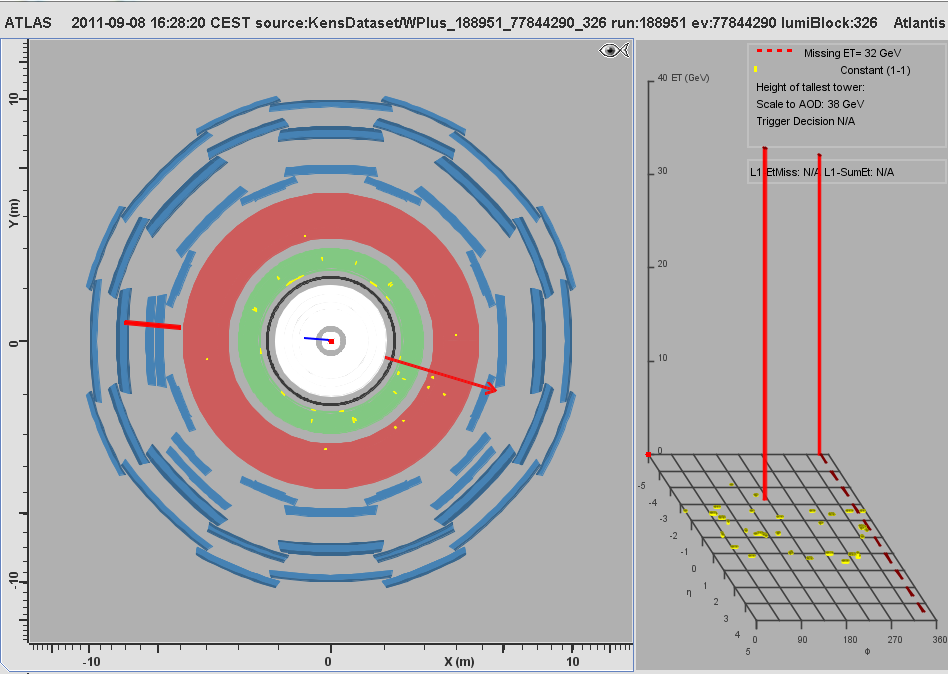 ATLAS 2011-09-08 16:28:20 CEST source:KensDataset/WPlus_188951_77844290_326 run:188951 ev:77844290 lumiBlock:326 Atlantis
Missing ET= 32 GeV
Constant (1-1)
Height of tallest tower:
Scale to AOD: 38 GeV
Trigger Decision N/A
L1-EtMiss: N/A L1-SumEt: N/A
40 ET (GeV)
30
20
10
0
10
Y (m)
0
-10
-10
0
X (m)
10
-5
-4
-3
-2
-1
0
1
2
3
4
5
η
0
90
180
270
360
Φ